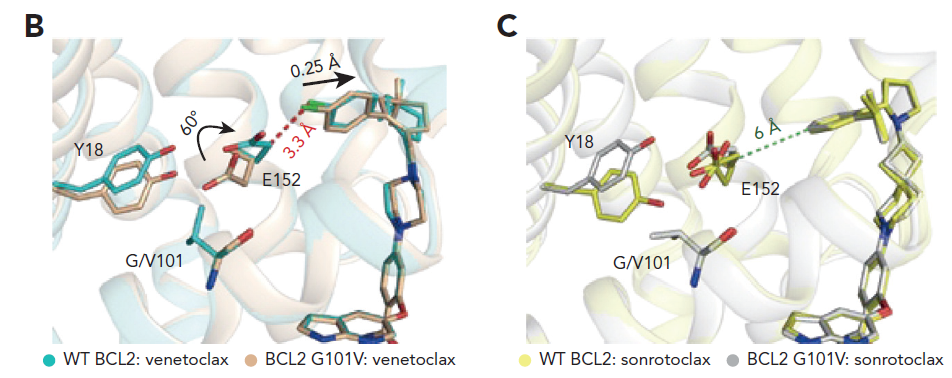 B
0.25 Å
60°
3.3 Å
Y18
E152
G/V101
WT BCL2: venetoclax
BCL2 G101V: venetoclax
C
6 Å
Y18
E152
G/V101
WT BCL2: sonrotoclax
BCL2 G101V: sonrotoclax